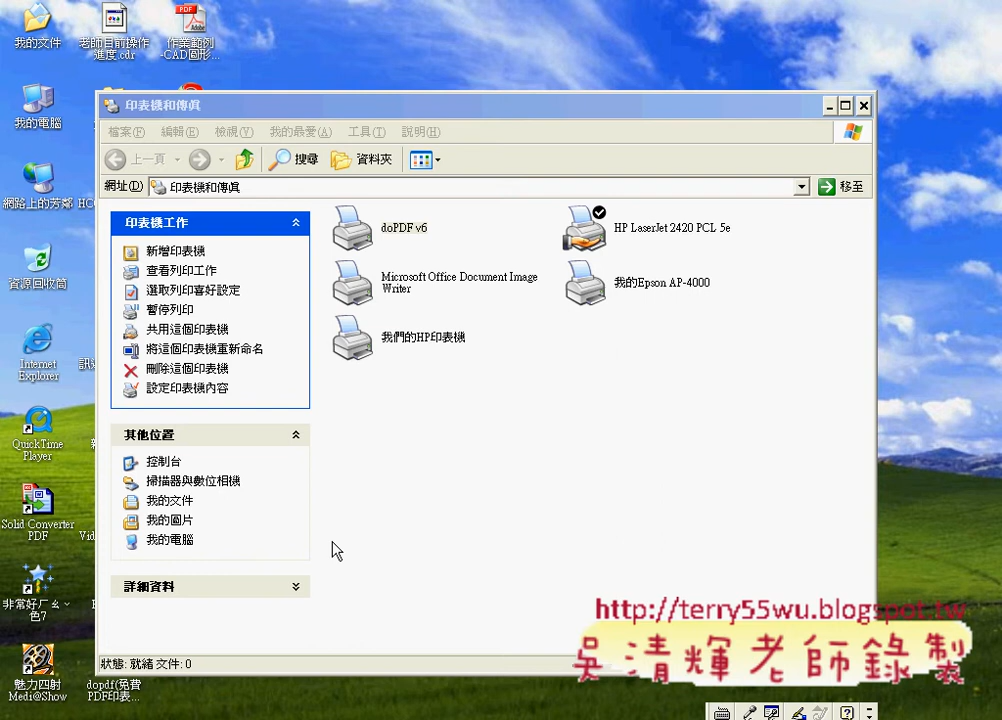 我的文件
老師目前操作
進度.cdr
作業範例
-CAD圖形...
我的電腦
網路上的芳鄰
資源回收筒
Internet
Explorer
QuickTime
Player
Solid Converter
PDF
非常好ㄏㄠˇ
色7
魅力四射
Medi@Show
dopdf(免費
PDF印表...
印表機和傳真
檔案(F)
編輯(E)
檢視(V)
我的最愛(A)
工具(T)
說明(H)
上一頁
搜尋
資料夾
網址(D)
印表機和傳真
移至
印表機工作
新增印表機
查看列印工作
選取列印喜好設定
暫停列印
共用這個印表機
將這個印表機重新命名
刪除這個印表機
設定印表機內容
其他位置
控制台
掃描器與數位相機
我的文件
我的圖片
我的電腦
詳細資料
doPDF v6
HP LaserJet 2420 PCL 5e
Microsoft Office Document Image
Writer
我的Epson AP-4000
我們的HP印表機
狀態: 就緒 文件: 0
http://terry55wu.blogspot.tw
吳清輝老師錄製